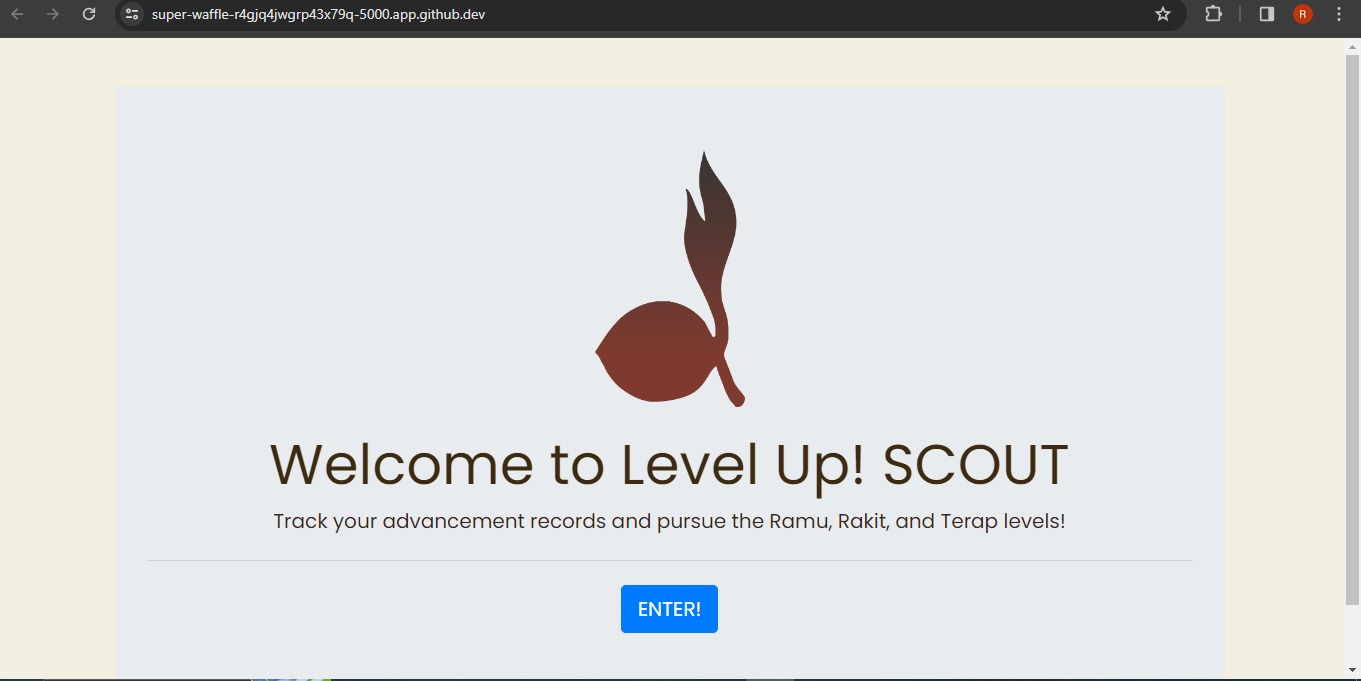 super-waffle-r4gjq4jwgrp43x79q-5000.app.github.dev
R
Welcome to Level Up! SCOUT
Track your advancement records and pursue the Ramu, Rakit, and Terap levels!
ENTER!